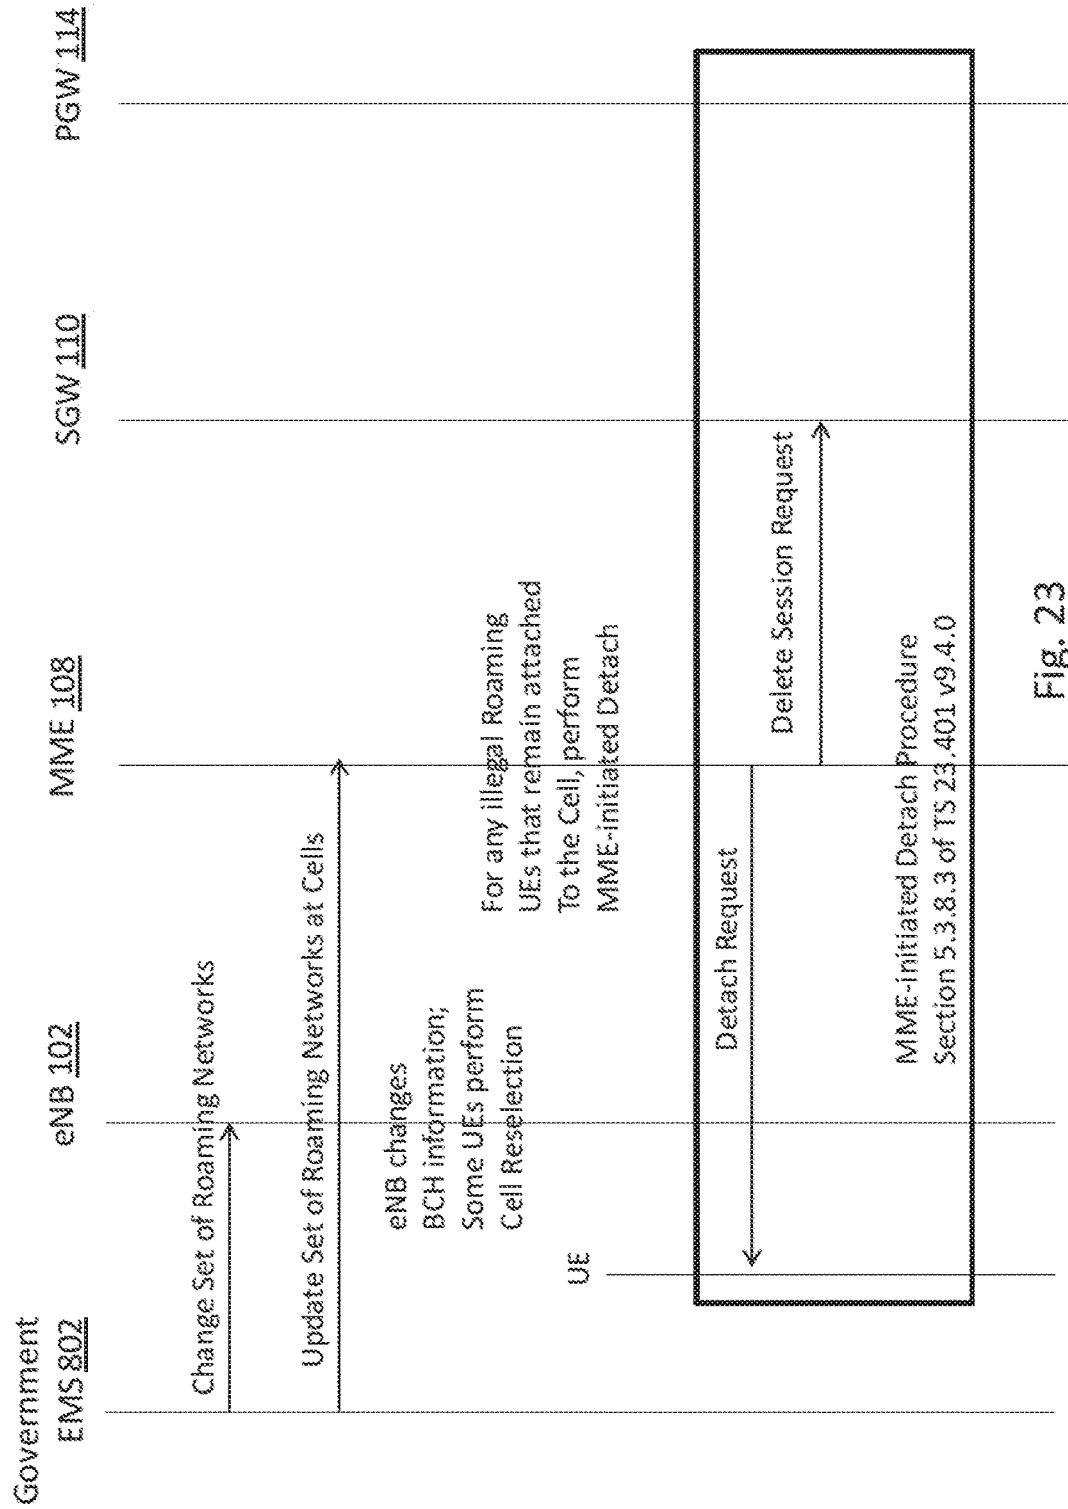 Government
EMS 802
eNB 102
MME 108
SGW 110
PGW 114
Change Set of Roaming Networks
Update Set of Roaming Networks at Cells
eNB changes
BCH information;
Some UEs perform
Cell Reselection
For any illegal Roaming
UEs that remain attached
To the Cell, perform
MME-initiated Detach
UE
Detach Request
Delete Session Request
MME-initiated Detach Procedure
Section 5.3.8.3 of TS 23.401 v9.4.0
Fig. 23